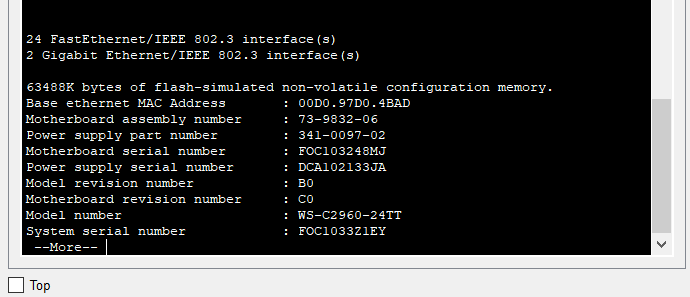 24 FastEthernet/IEEE 802.3 interface(s)
2 Gigabit Ethernet/IEEE 802.3 interface(s)
63488K bytes of flash-simulated non-volatile configuration memory.
Base ethernet MAC Address : 00D0.97D0.4BAD
Motherboard assembly number : 73-9832-06
Power supply part number : 341-0097-02
Motherboard serial number : FOC103248MJ
Power supply serial number : DCA102133JA
Model revision number : B0
Motherboard revision number : C0
Model number : WS-C2960-24TT
System serial number : FOC1033Z1EY
--More--
Top